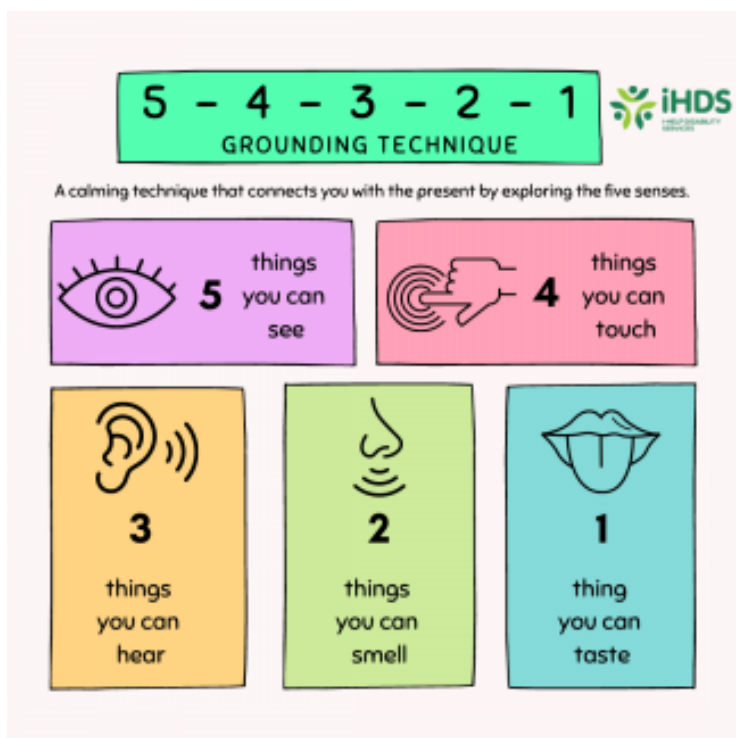 5 - 4 - 3 - 2 - 1
GROUNDING TECHNIQUE
iHDS
A calming technique that connects you with the present by exploring the five senses.
5
things
you can
see
4
things
you can
touch
3
things
you can
hear
2
things
you can
smell
1
thing
you can
taste